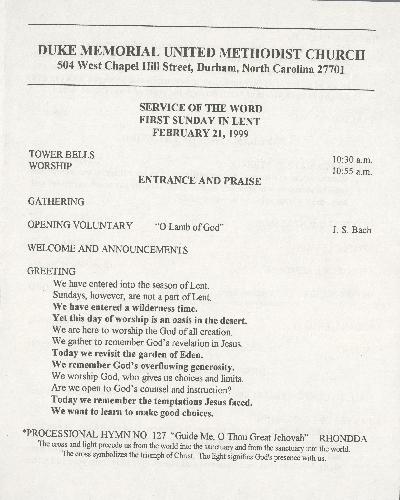 DUKE MEMORIAL UNITED METHODIST CHURCH
504 West Chapel Hill Street, Durham, North Carolina 27701
SERVICE OF THE WORD
FIRST SUNDAY IN LENT
FEBRUARY 21, 1999
TOWER BELLS 10:30 a.m.
WORSHIP 10:55 a.m.
ENTRANCE AND PRAISE
GATHERING
OPENING VOLUNTARY "O Lamb of God" J. S. Bach
WELCOME AND ANNOUNCEMENTS
GREETING
We have entered into the season of Lent.
Sundays, however, are not a part of Lent.
We have entered a wilderness time.
Yet this day of worship is an oasis in the desert.
We are here to worship the God of all creation.
We gather to remember God's revelation in Jesus.
Today we revisit the garden of Eden.
We remember God's overflowing generosity.
We worship God, who gives us choices and limits.
Are we open to God's counsel and instruction?
Today we remember the temptations Jesus faced.
We want to learn to make good choices.
*PROCESSIONAL HYMN NO 127 "Guide Me, O Thou Great Jehovah" RHONDDA
The cross and light precede us from the world into the sanctuary and from the sanctuary into the world.
The cross symbolizes the triumph of Christ. The light signifies God's presence with us.